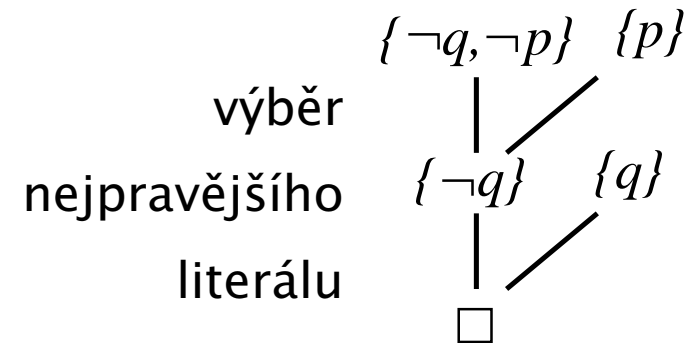 {¬q,¬p} {p}
výběr
nejpravějšího {¬q} {q}
literálu
□